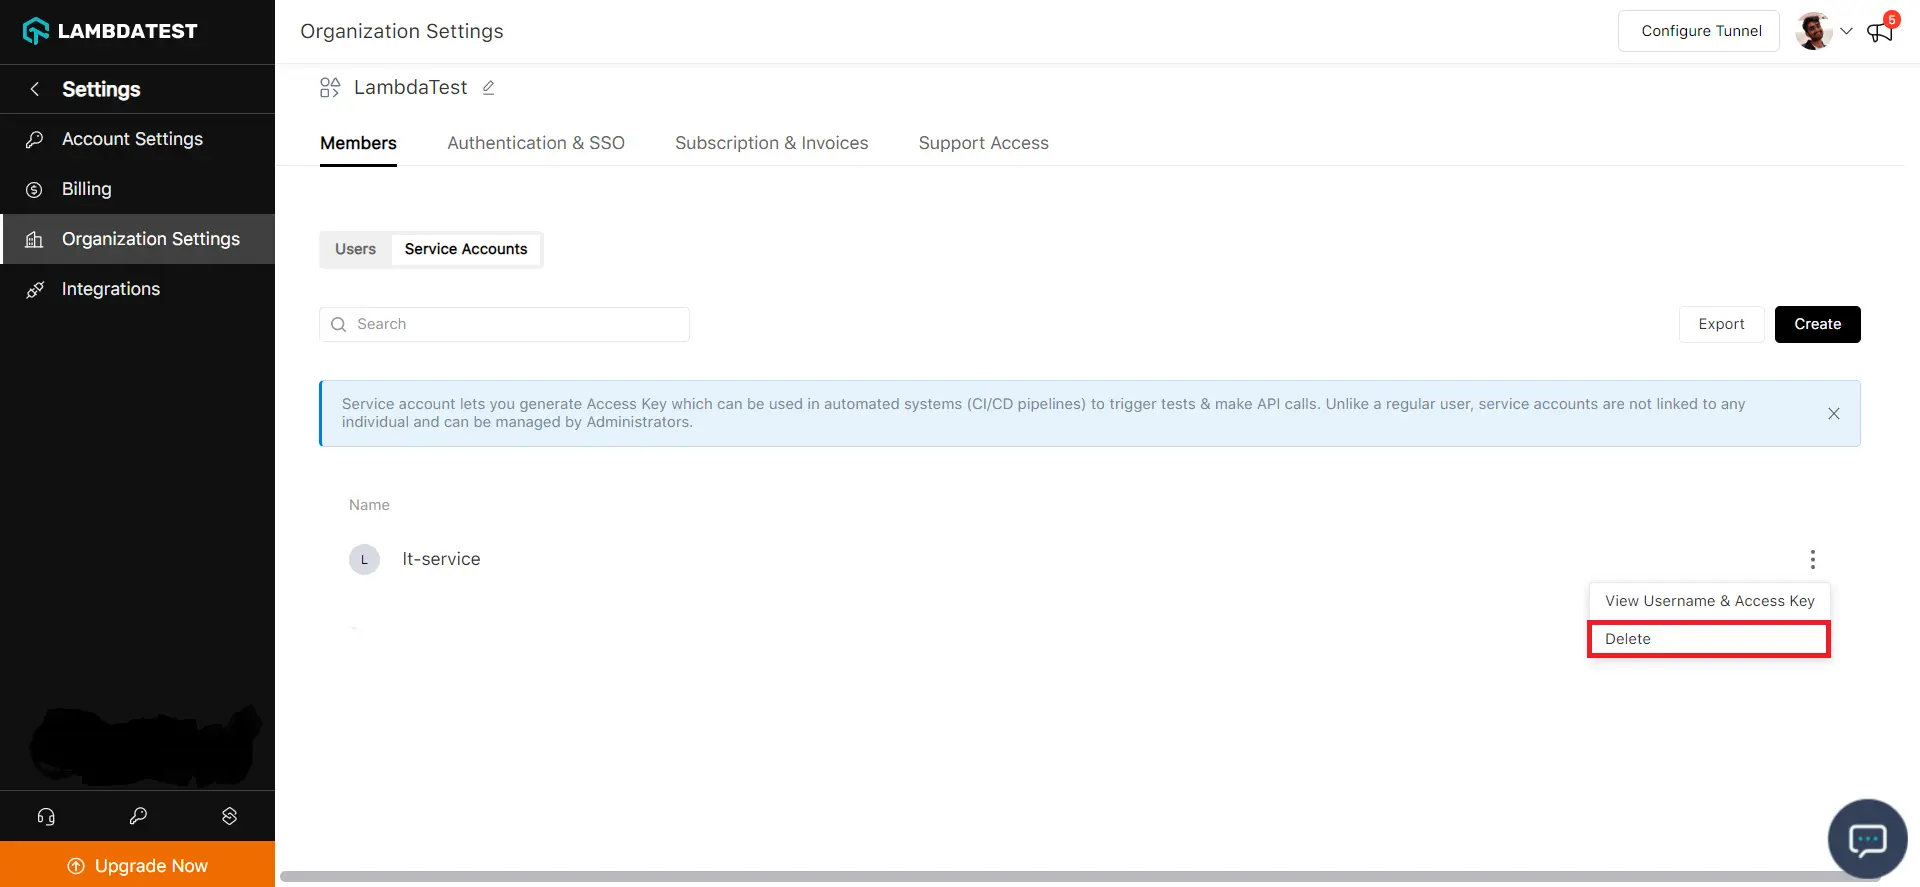 LAMBDATEST
Settings
Account Settings
Billing
Organization Settings
Integrations
Upgrade Now
Organization Settings
Configure Tunnel
5
LambdaTest
Members
Authentication & SSO
Subscription & Invoices
Support Access
Users
Service Accounts
Search
Export
Create
Service account lets you generate Access Key which can be used in automated systems (CI/CD pipelines) to trigger tests & make API calls. Unlike a regular user, service accounts are not linked to any
individual and can be managed by Administrators.
Name
L
lt-service
View Username & Access Key
Delete